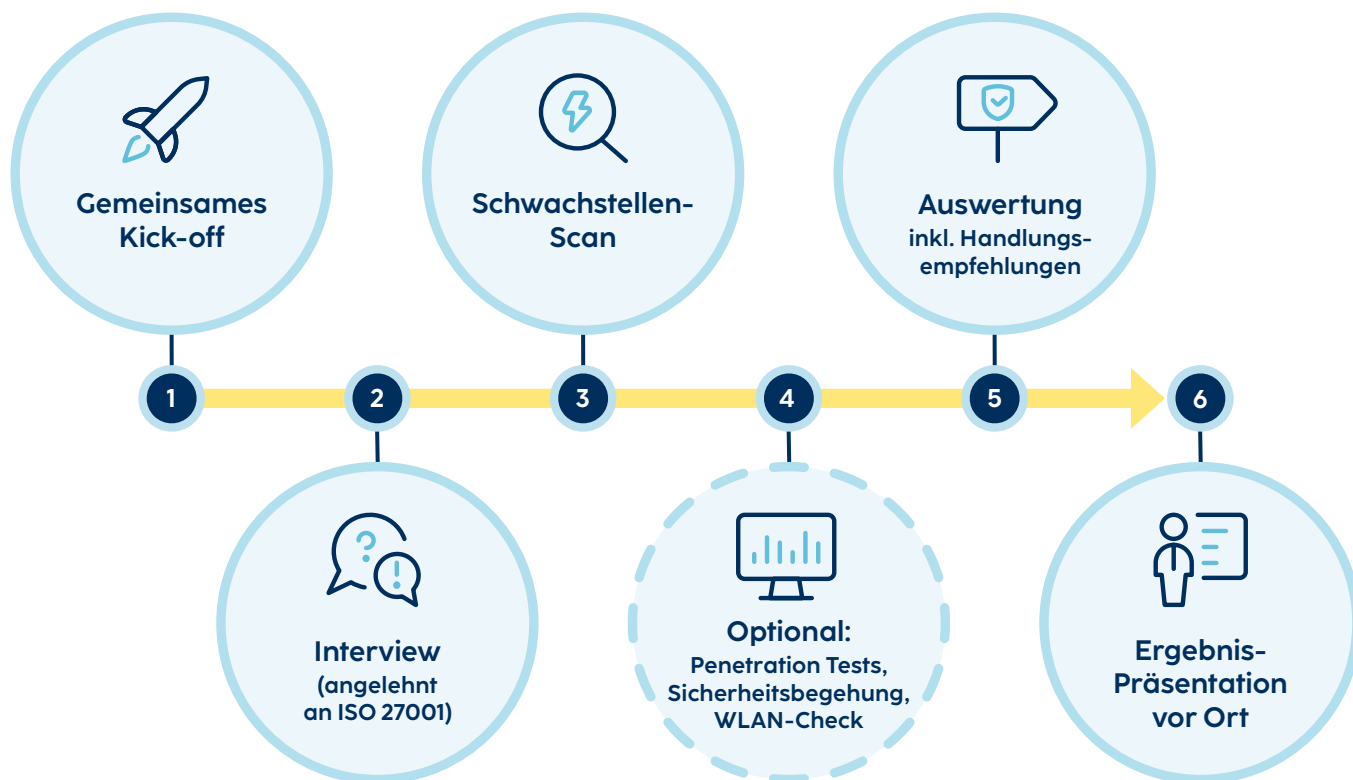 Gemeinsames
Kick-off
Schwachstellen-
Scan
Auswertung
inkl. Handlungs-
empfehlungen
1
2
3
4
5
6
?
!
Interview
(angelehnt
an ISO 27001)
Optional:
Penetration Tests,
Sicherheitsbegehung,
WLAN-Check
Ergebnis-
Präsentation
vor Ort